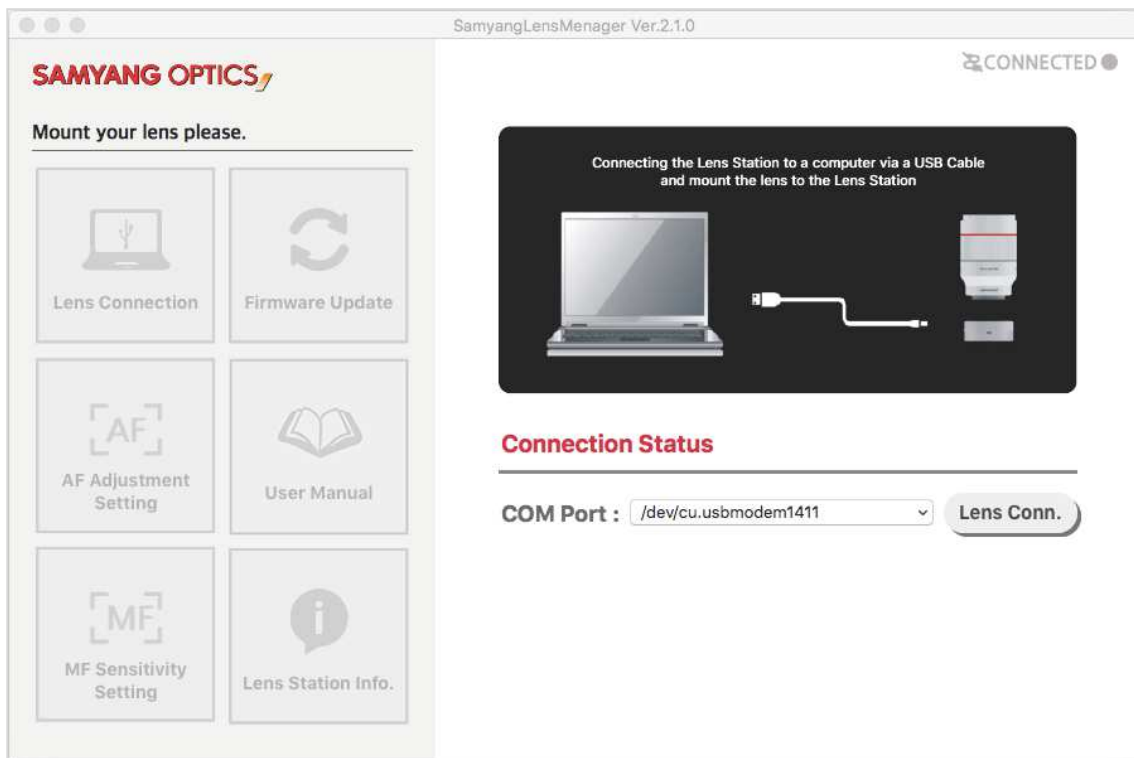 SamyangLensMenager Ver.2.1.0
SAMYANG OPTICS
CONNECTED
Mount your lens please.
Lens Connection
Firmware Update
AF
AF Adjustment
Setting
User Manual
MF
MF Sensitivity
Setting
i
Lens Station Info.
Connecting the Lens Station to a computer via a USB Cable
and mount the lens to the Lens Station
Connection Status
COM Port : /dev/cu.usbmodem1411 Lens Conn.